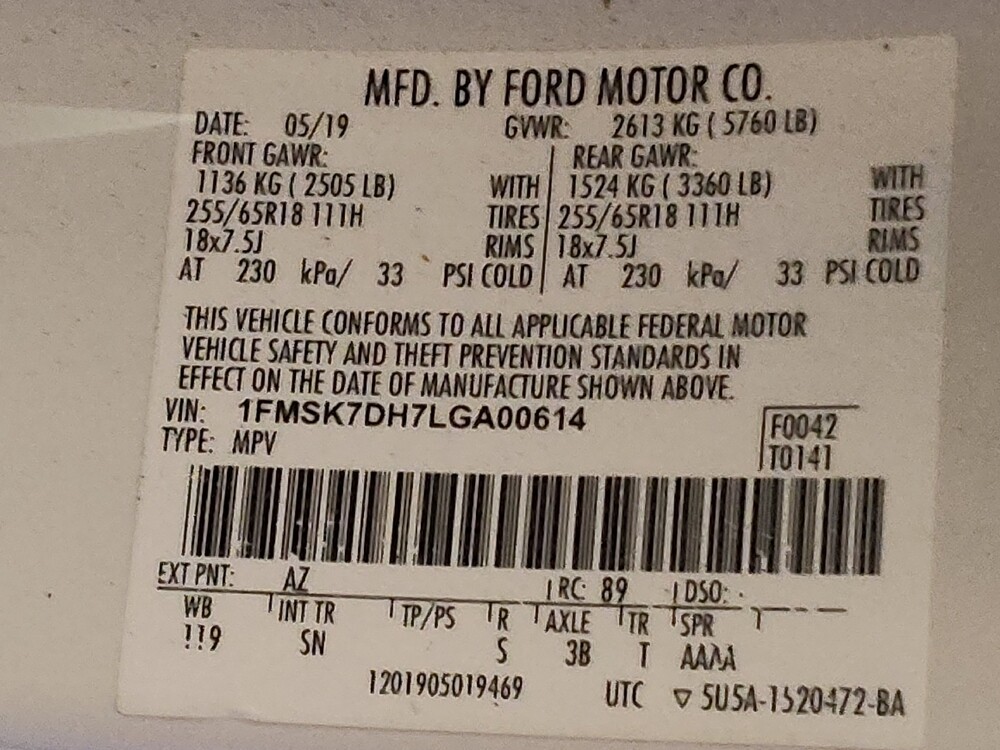 MFD. BY FORD MOTOR CO.
DATE: 05/19 GVWR: 2613 KG ( 5760 LB)
FRONT GAWR: REAR GAWR:
1136 KG ( 2505 LB) WITH 1524 KG ( 3360 LB) WITH
255/65R18 111H TIRES 255/65R18 111H TIRES
18x7.5J RIMS 18x7.5J RIMS
AT 230 kPa/ 33 PSI COLD AT 230 kPa/ 33 PSI COLD
THIS VEHICLE CONFORMS TO ALL APPLICABLE FEDERAL MOTOR
VEHICLE SAFETY AND THEFT PREVENTION STANDARDS IN
EFFECT ON THE DATE OF MANUFACTURE SHOWN ABOVE.
VIN: 1FMSK7DH7LGA00614 F0042
TYPE: MPV T0141
EXT PNT: AZ RC: 89 DSO:
WB INT TR TP/PS R AXLE TR SPR
119 SN S 3B T AAAA
1201905019469 UTC ▽ 5U5A-1520472-BA